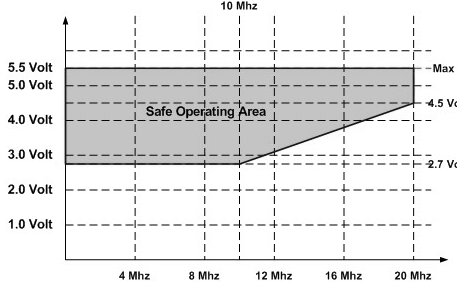 10 Mhz
5.5 Volt
Max
5.0 Volt
4.5 Vo
Safe Operating Area
4.0 Volt
3.0 Volt
2.7 Vo
2.0 Volt
1.0 Volt
4 Mhz 8 Mhz 12 Mhz 16 Mhz 20 Mhz